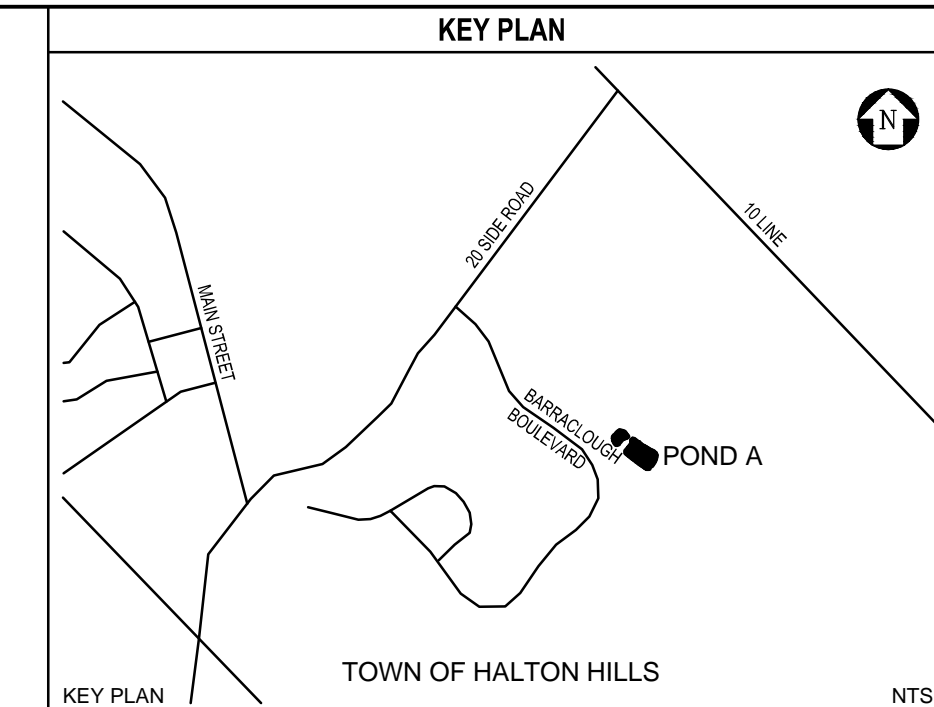 KEY PLAN
N
20 SIDE ROAD
10 LINE
MAIN STREET
BARRACLOUGH
BOULEVARD
POND A
TOWN OF HALTON HILLS
KEY PLAN
NTS